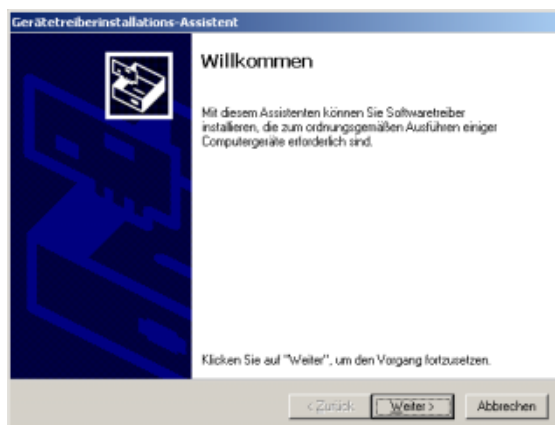 Gerätetreiberinstallations-Assistent
Willkommen
Mit diesem Assistenten können Sie Softwaretreiber
installieren, die zum ordnungsgemäßen Ausführen einiger
Computergeräte erforderlich sind.
Klicken Sie auf "Weiter", um den Vorgang fortzusetzen.
< Zurück
Weiter >
Abbrechen